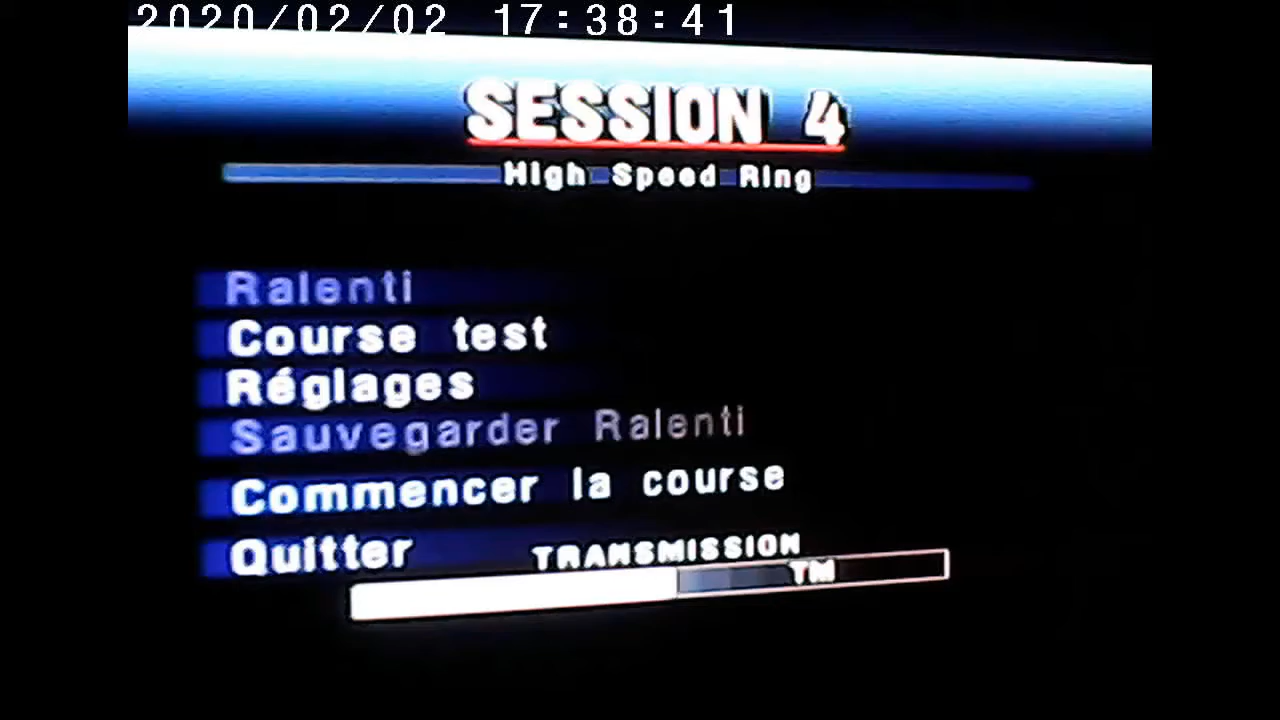 2020/02/02 17:38:41
SESSION 4
High Speed Ring
Ralenti
Course test
Réglages
Sauvegarder Ralenti
Commencer la course
Quitter
TRANSMISSION
TM